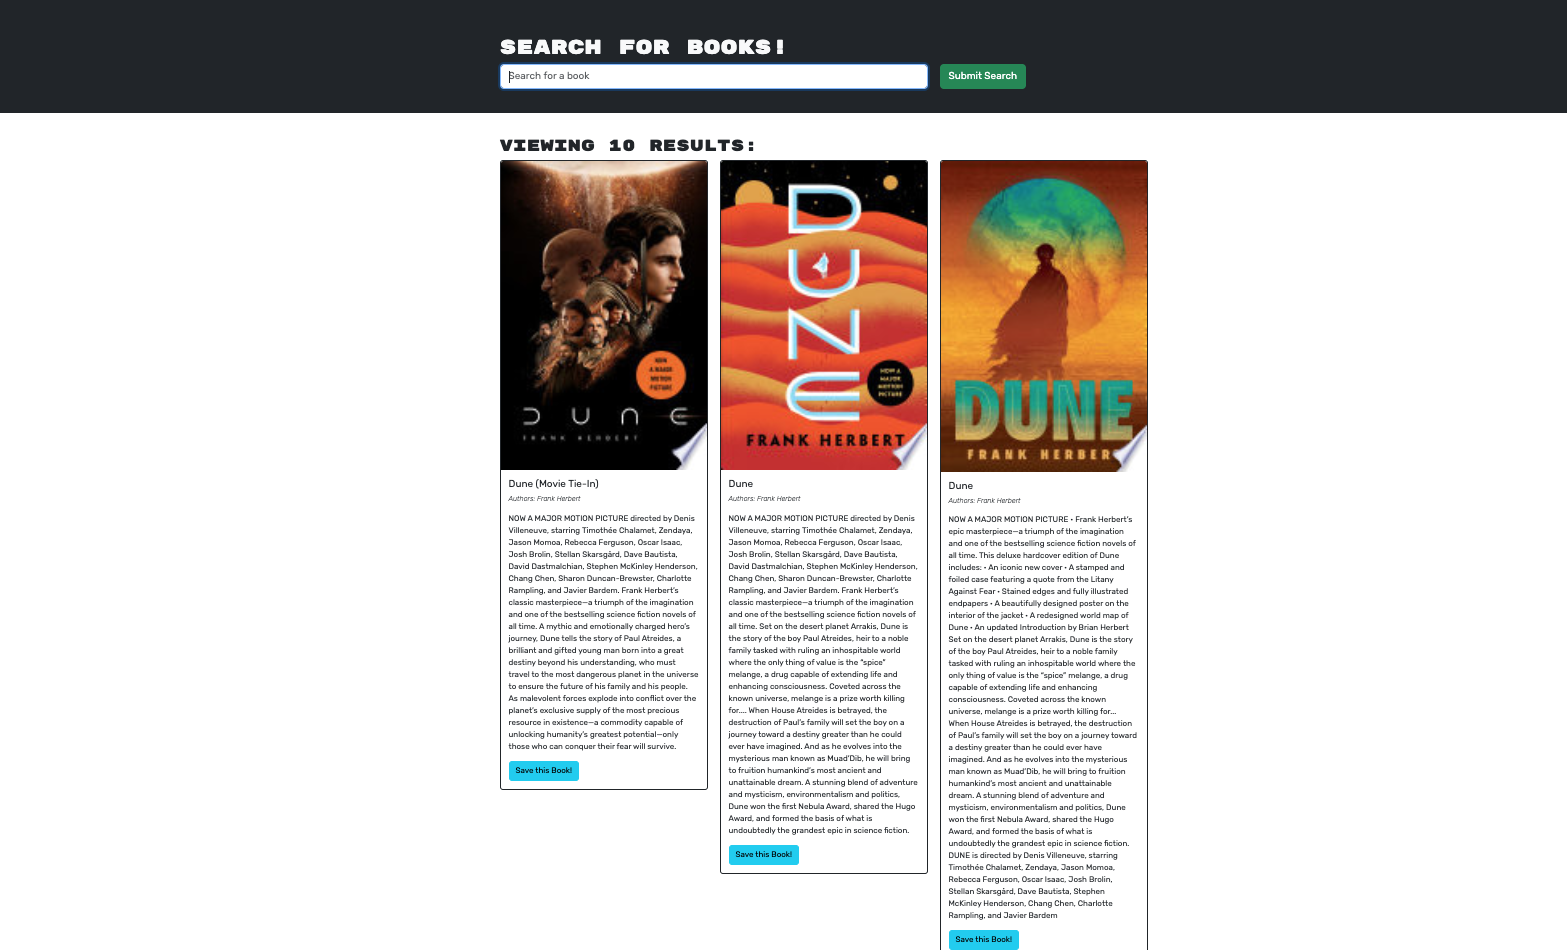 SEARCH FOR BOOKS!
Search for a book
Submit Search
VIEWING 10 RESULTS:
NOW
A MAJOR
MOTION
PICTURE
DUNE
FRANK HERBERT
Dune (Movie Tie-In)
Authors: Frank Herbert
NOW A MAJOR MOTION PICTURE directed by Denis
Villeneuve, starring Timothée Chalamet, Zendaya,
Jason Momoa, Rebecca Ferguson, Oscar Isaac,
Josh Brolin, Stellan Skarsgård, Dave Bautista,
David Dastmalchian, Stephen McKinley Henderson,
Chang Chen, Sharon Duncan-Brewster, Charlotte
Rampling, and Javier Bardem. Frank Herbert's
classic masterpiece—a triumph of the imagination
and one of the bestselling science fiction novels of
all time. A mythic and emotionally charged hero's
journey, Dune tells the story of Paul Atreides, a
brilliant and gifted young man born into a great
destiny beyond his understanding, who must
travel to the most dangerous planet in the universe
to ensure the future of his family and his people.
As malevolent forces explode into conflict over the
planet's exclusive supply of the most precious
resource in existence—a commodity capable of
unlocking humanity's greatest potential—only
those who can conquer their fear will survive.
Save this Book!
DUNE
NOW A
MAJOR
MOTION
PICTURE
FRANK HERBERT
Dune
Authors: Frank Herbert
NOW A MAJOR MOTION PICTURE directed by Denis
Villeneuve, starring Timothée Chalamet, Zendaya,
Jason Momoa, Rebecca Ferguson, Oscar Isaac,
Josh Brolin, Stellan Skarsgård, Dave Bautista,
David Dastmalchian, Stephen McKinley Henderson,
Chang Chen, Sharon Duncan-Brewster, Charlotte
Rampling, and Javier Bardem. Frank Herbert's
classic masterpiece—a triumph of the imagination
and one of the bestselling science fiction novels of
all time. Set on the desert planet Arrakis, Dune is
the story of the boy Paul Atreides, heir to a noble
family tasked with ruling an inhospitable world
where the only thing of value is the "spice"
melange, a drug capable of extending life and
enhancing consciousness. Coveted across the
known universe, melange is a prize worth killing
for.... When House Atreides is betrayed, the
destruction of Paul's family will set the boy on a
journey toward a destiny greater than he could
ever have imagined. And as he evolves into the
mysterious man known as Muad'Dib, he will bring
to fruition humankind's most ancient and
unattainable dream. A stunning blend of adventure
and mysticism, environmentalism and politics,
Dune won the first Nebula Award, shared the Hugo
Award, and formed the basis of what is
undoubtedly the grandest epic in science fiction.
Save this Book!
DUNE
FRANK HERBER
Dune
Authors: Frank Herbert
NOW A MAJOR MOTION PICTURE • Frank Herbert's
epic masterpiece—a triumph of the imagination
and one of the bestselling science fiction novels of
all time. This deluxe hardcover edition of Dune
includes: • An iconic new cover • A stamped and
foiled case featuring a quote from the Litany
Against Fear • Stained edges and fully illustrated
endpapers • A beautifully designed poster on the
interior of the jacket • A redesigned world map of
Dune • An updated Introduction by Brian Herbert
Set on the desert planet Arrakis, Dune is the story
of the boy Paul Atreides, heir to a noble family
tasked with ruling an inhospitable world where the
only thing of value is the "spice" melange, a drug
capable of extending life and enhancing
consciousness. Coveted across the known
universe, melange is a prize worth killing for...
When House Atreides is betrayed, the destruction
of Paul's family will set the boy on a journey toward
a destiny greater than he could ever have
imagined. And as he evolves into the mysterious
man known as Muad'Dib, he will bring to fruition
humankind's most ancient and unattainable
dream. A stunning blend of adventure and
mysticism, environmentalism and politics, Dune
won the first Nebula Award, shared the Hugo
Award, and formed the basis of what is
undoubtedly the grandest epic in science fiction.
DUNE is directed by Denis Villeneuve, starring
Timothée Chalamet, Zendaya, Jason Momoa,
Rebecca Ferguson, Oscar Isaac, Josh Brolin,
Stellan Skarsgård, Dave Bautista, Stephen
McKinley Henderson, Chang Chen, Charlotte
Rampling, and Javier Bardem
Save this Book!